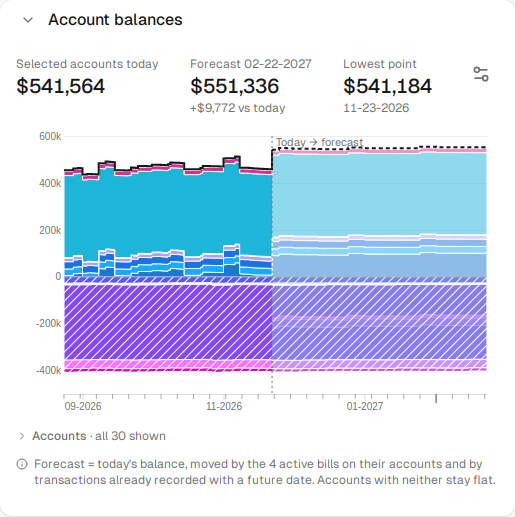 Account balances
Selected accounts today
$541,564
Forecast 02-22-2027
$551,336
+$9,772 vs today
Lowest point
$541,184
11-23-2026
Today → forecast
600k
400k
200k
0
-200k
-400k
09-2026
11-2026
01-2027
Accounts · all 30 shown
Forecast = today's balance, moved by the 4 active bills on their accounts and by
transactions already recorded with a future date. Accounts with neither stay flat.